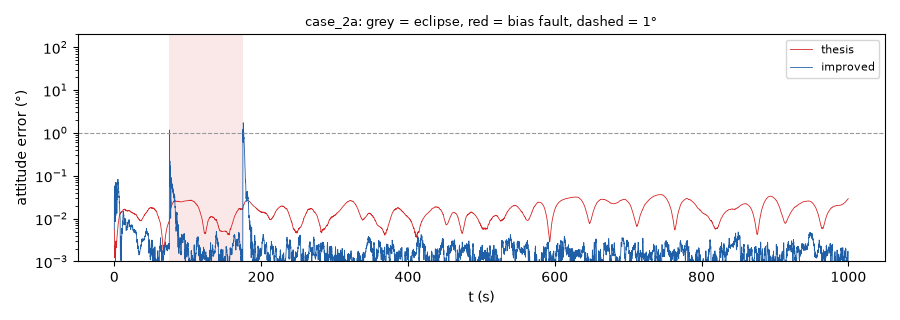 case_2a: grey = eclipse, red = bias fault, dashed = 1°
thesis
improved
attitude error (°)
10²
10¹
10⁰
10⁻¹
10⁻²
10⁻³
0 200 400 600 800 1000
t (s)